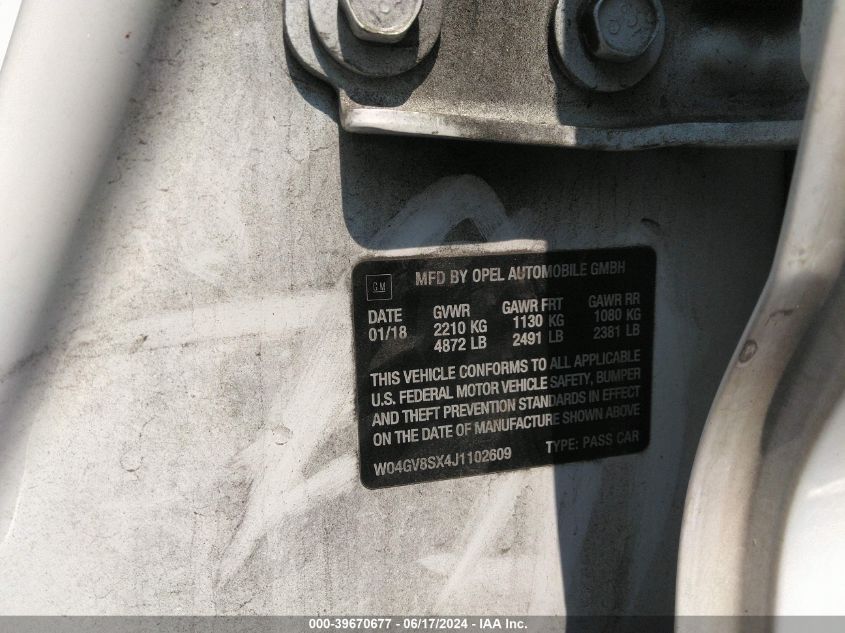 GM MFD BY OPEL AUTOMOBILE GMBH
DATE GVWR GAWR FRT GAWR RR
01/18 2210 KG 1130 KG 1080 KG
4872 LB 2491 LB 2381 LB
THIS VEHICLE CONFORMS TO ALL APPLICABLE
U.S. FEDERAL MOTOR VEHICLE SAFETY, BUMPER
AND THEFT PREVENTION STANDARDS IN EFFECT
ON THE DATE OF MANUFACTURE SHOWN ABOVE
W04GV8SX4J1102609 TYPE: PASS CAR
000-39670677 - 06/17/2024 - IAA Inc.